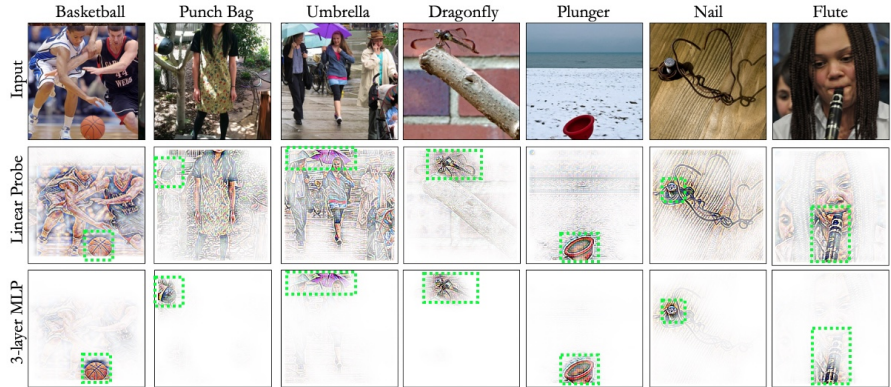 Basketball Punch Bag Umbrella Dragonfly Plunger Nail Flute
Input
Linear Probe
3-layer MLP